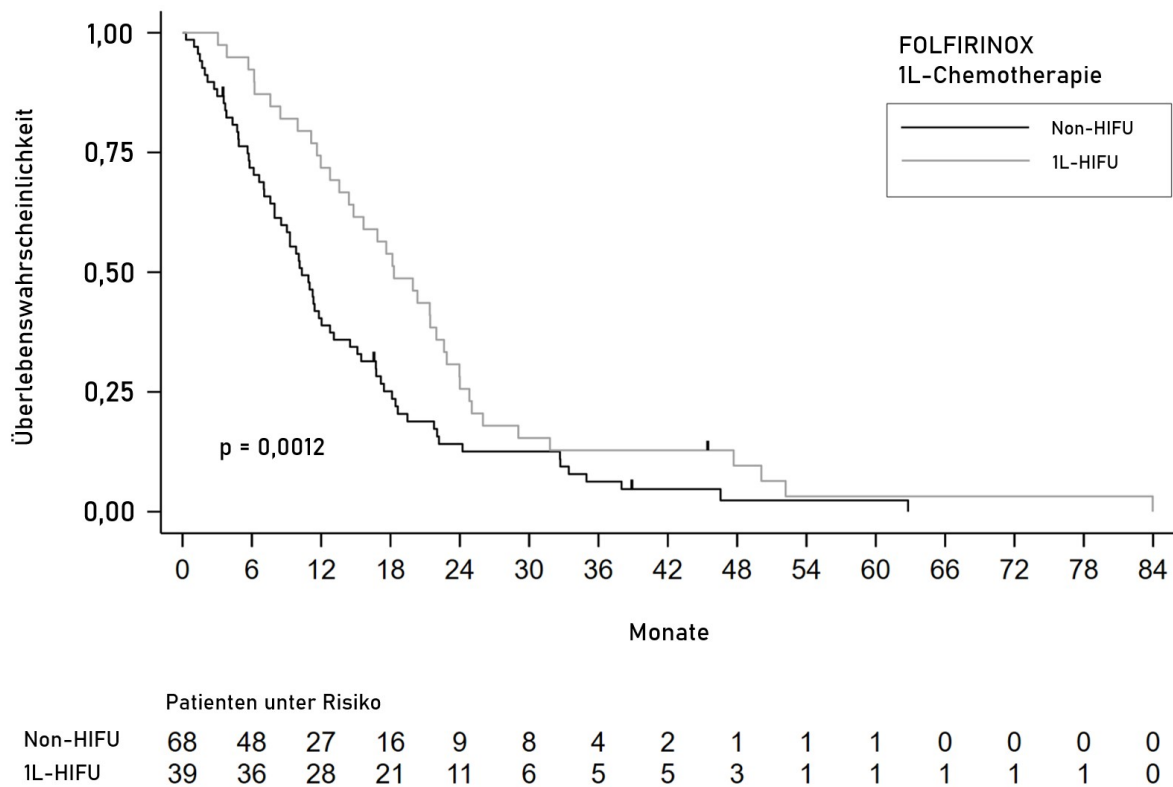 1,00
0,75
0,50
0,25
0,00
Überlebenswahrscheinlichkeit
FOLFIRINOX
1L-Chemotherapie
Non-HIFU
1L-HIFU
p = 0,0012
0 6 12 18 24 30 36 42 48 54 60 66 72 78 84
Monate
Patienten unter Risiko
Non-HIFU 68 48 27 16 9 8 4 2 1 1 1 0 0 0 0
1L-HIFU 39 36 28 21 11 6 5 5 3 1 1 1 1 1 0